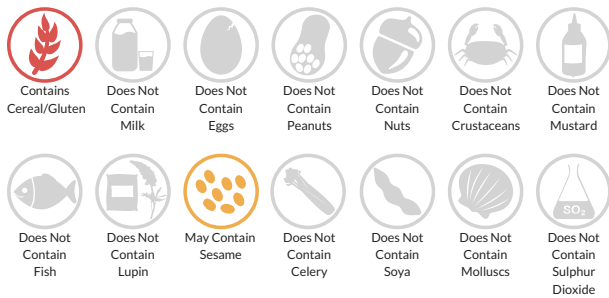 Contains
Cereal/Gluten
Does Not
Contain
Milk
Does Not
Contain
Eggs
Does Not
Contain
Peanuts
Does Not
Contain
Nuts
Does Not
Contain
Crustaceans
Does Not
Contain
Mustard
Does Not
Contain
Fish
Does Not
Contain
Lupin
May Contain
Sesame
Does Not
Contain
Celery
Does Not
Contain
Soya
Does Not
Contain
Molluscs
SO₂
Does Not
Contain
Sulphur
Dioxide